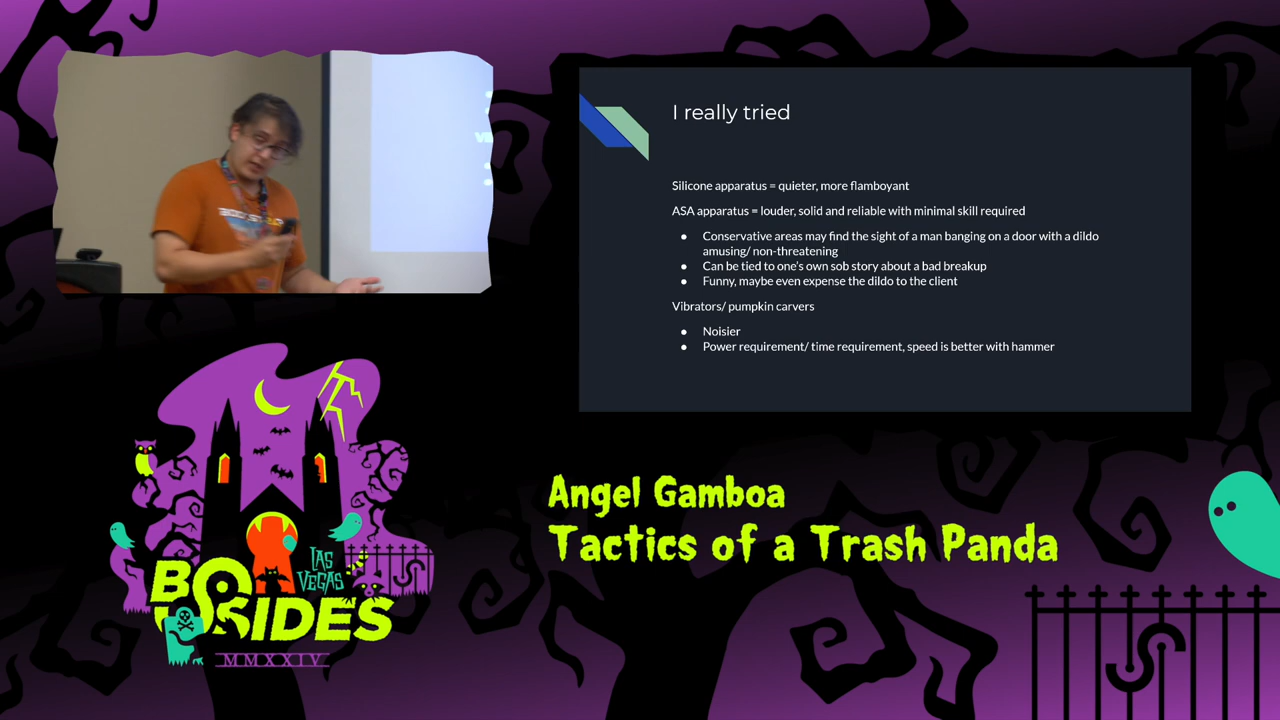 I really tried
Silicone apparatus = quieter, more flamboyant
ASA apparatus = louder, solid and reliable with minimal skill required
● Conservative areas may find the sight of a man banging on a door with a dildo
amusing/ non-threatening
● Can be tied to one's own sob story about a bad breakup
● Funny, maybe even expense the dildo to the client
Vibrators/ pumpkin carvers
● Noisier
● Power requirement/ time requirement, speed is better with hammer
Angel Gamboa
Tactics of a Trash Panda
LAS
VEGAS
BSIDES
MMXXIV